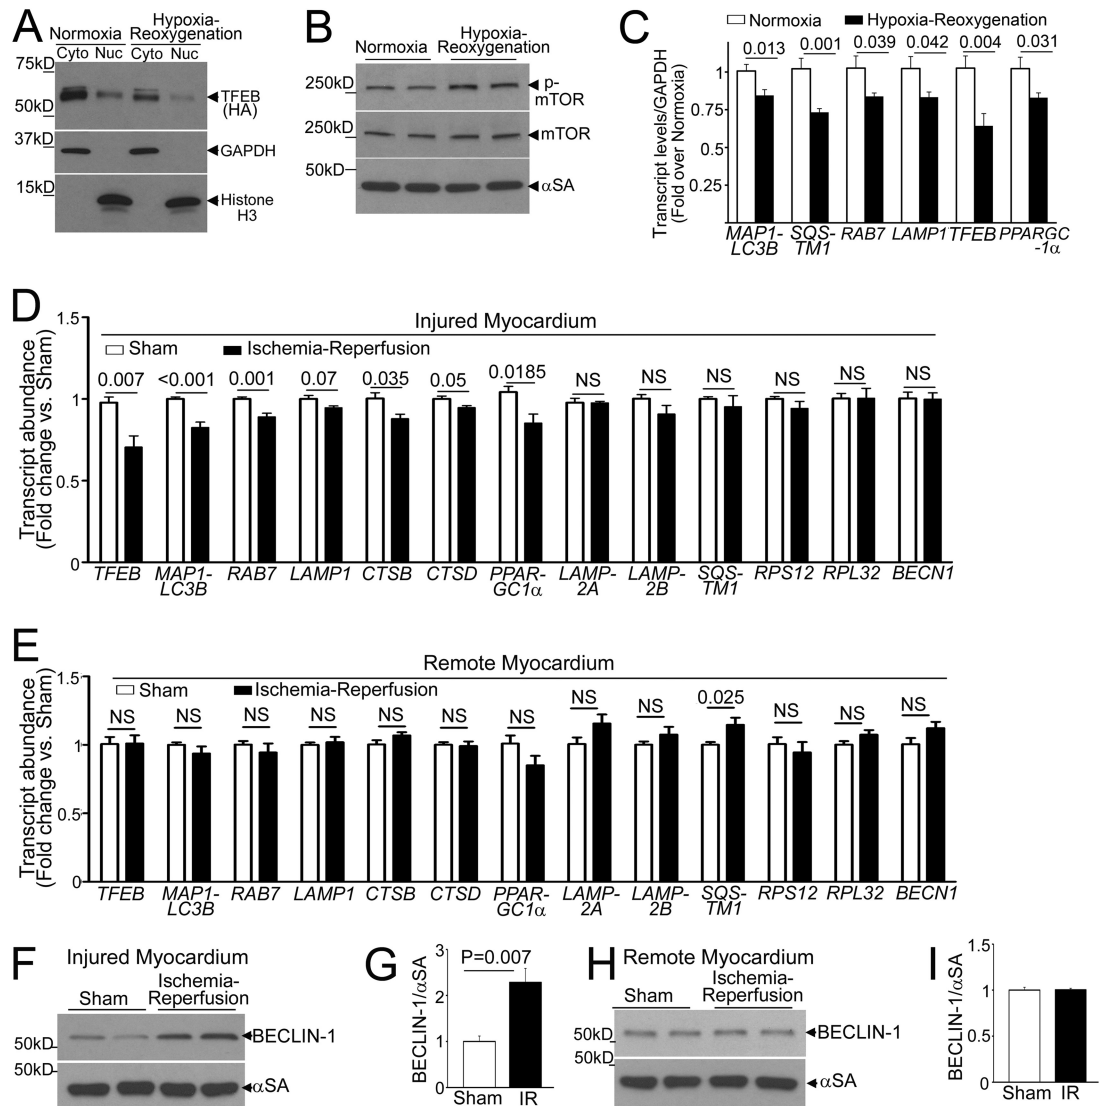 A
Normoxia
Hypoxia-
Reoxygenation
Cyto Nuc Cyto Nuc
75kD
50kD
TFEB
(HA)
37kD
GAPDH
15kD
Histone
H3
B
Normoxia
Hypoxia-
Reoxygenation
250kD
p-
mTOR
250kD
mTOR
50kD
αSA
C
Normoxia
Hypoxia-Reoxygenation
Transcript levels/GAPDH
(Fold over Normoxia)
0.013 0.001 0.039 0.042 0.004 0.031
1
0.75
0.5
0.25
MAP1-
LC3B
SQS-
TM1
RAB7
LAMP1
TFEB
PPARGC
-1α
D
Injured Myocardium
Sham
Ischemia-Reperfusion
Transcript abundance
(Fold change vs. Sham)
1.5
1
0.5
0
0.007 <0.001 0.001 0.07 0.035 0.05 0.0185 NS NS NS NS NS NS
TFEB
MAP1-
LC3B
RAB7
LAMP1
CTSB
CTSD
PPAR-
GC1α
LAMP-
2A
LAMP-
2B
SQS-
TM1
RPS12
RPL32
BECN1
E
Remote Myocardium
Sham
Ischemia-Reperfusion
Transcript abundance
(Fold change vs. Sham)
1.5
1
0.5
0
NS NS NS NS NS NS NS NS NS 0.025 NS NS NS
TFEB
MAP1-
LC3B
RAB7
LAMP1
CTSB
CTSD
PPAR-
GC1α
LAMP-
2A
LAMP-
2B
SQS-
TM1
RPS12
RPL32
BECN1
F
Injured Myocardium
Sham
Ischemia-
Reperfusion
50kD
BECLIN-1
50kD
αSA
G
BECLIN-1/αSA
3
2
1
0
P=0.007
Sham IR
H
Remote Myocardium
Sham
Ischemia-
Reperfusion
50kD
BECLIN-1
50kD
αSA
I
BECLIN-1/αSA
1.5
1
0.5
0
Sham IR